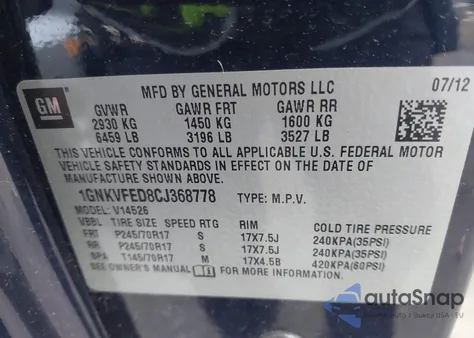 GM
MFD BY GENERAL MOTORS LLC 07/12
GVWR GAWR FRT GAWR RR
2930 KG 1450 KG 1600 KG
6459 LB 3196 LB 3527 LB
THIS VEHICLE CONFORMS TO ALL APPLICABLE U.S. FEDERAL MOTOR
VEHICLE SAFETY STANDARDS IN EFFECT ON THE DATE OF
MANUFACTURE SHOWN ABOVE.
1GNKVFED8CJ368778 TYPE: M.P.V.
MODEL: V14526
VBBL TIRE SIZE SPEED RTG RIM COLD TIRE PRESSURE
FRT P245/70R17 S 17X7.5J 240KPA(35PSI)
RR P245/70R17 S 17X7.5J 240KPA(35PSI)
SPA T145/70R17 M 17X4.5B 420KPA(60PSI)
SEE OWNER'S MANUAL FOR MORE INFORMATION.
autoSnap